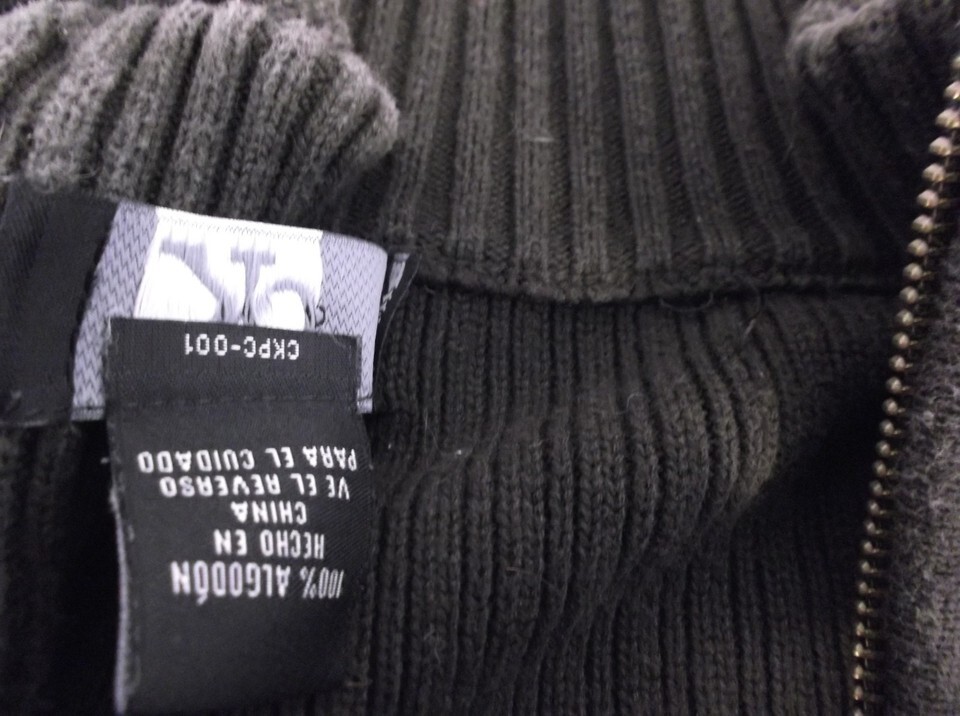 100% ALGODÓN
HECHO EN
CHINA
VE EL REVERSO
PARA EL CUIDADO
CKPC-001